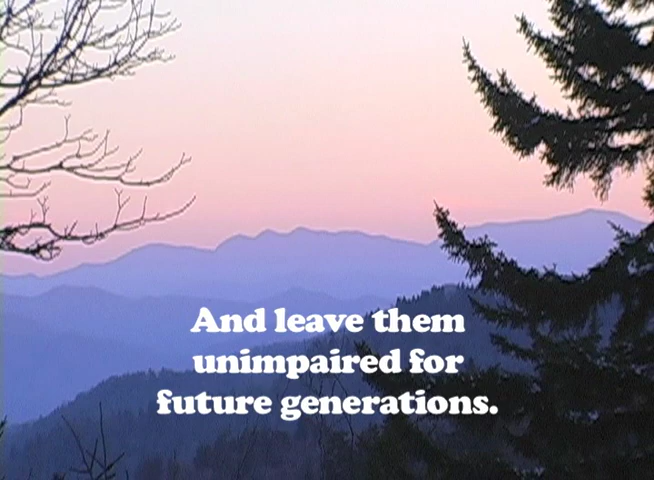 And leave them
unimpaired for
future generations.